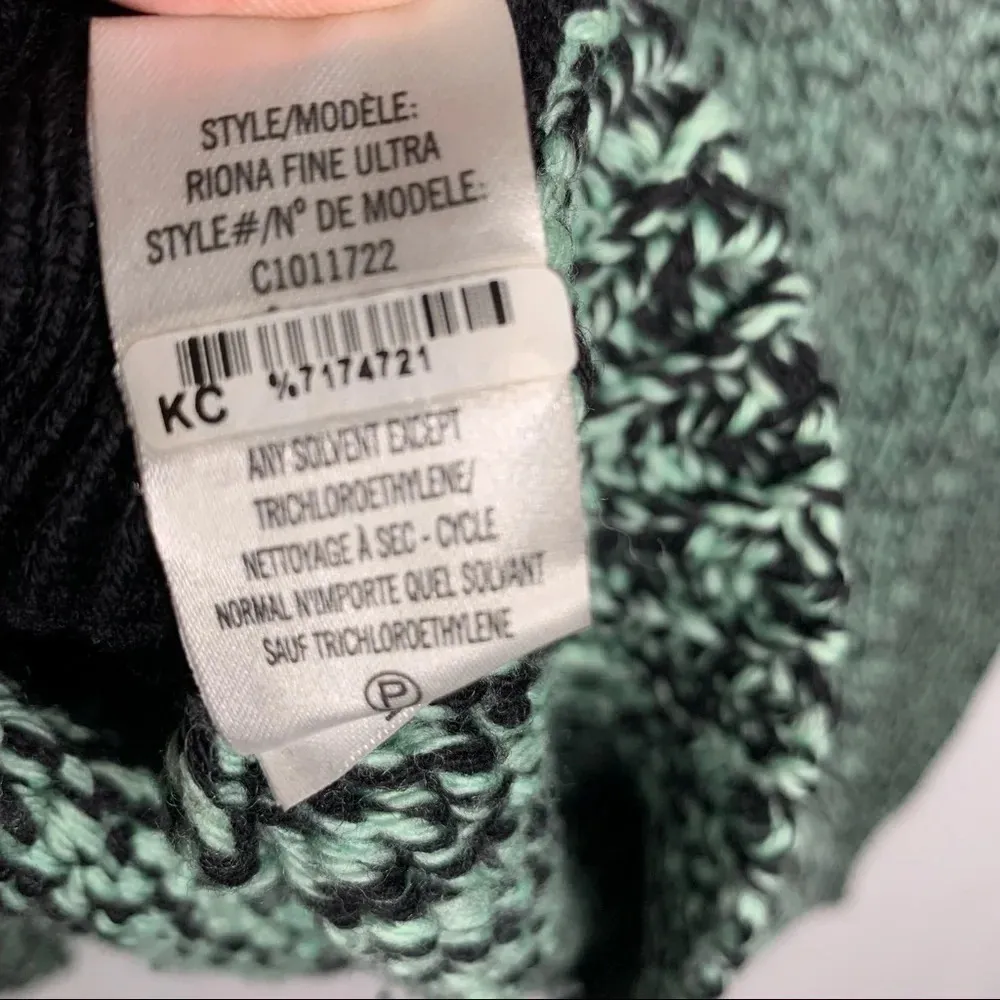 STYLE/MODÈLE:
RIONA FINE ULTRA
STYLE#/N° DE MODELE:
C1011722
KC %7174721
ANY SOLVENT EXCEPT
TRICHLOROETHYLENE/
NETTOYAGE À SEC - CYCLE
NORMAL N'IMPORTE QUEL SOLVANT
SAUF TRICHLOROETHYLENE
P